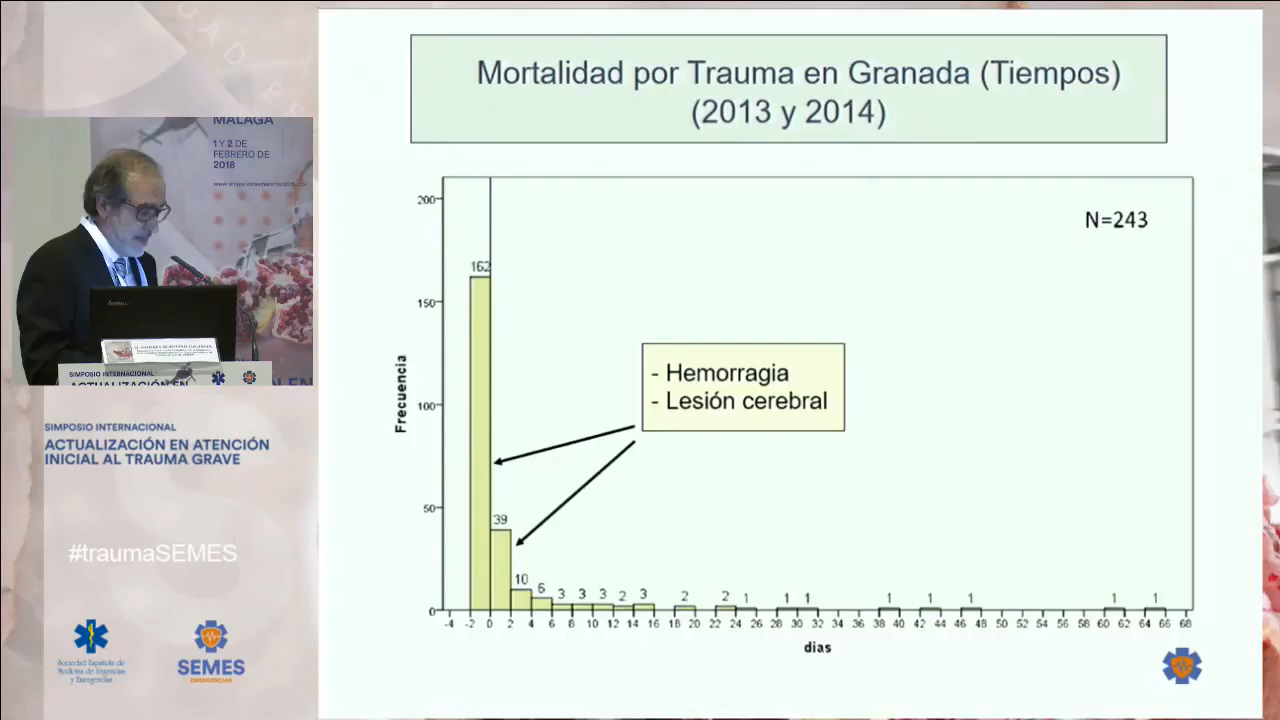 Mortalidad por Trauma en Granada (Tiempos)
(2013 y 2014)
MÁLAGA
1 Y 2 DE
FEBRERO DE
2018
SIMPOSIO INTERNACIONAL
ACTUALIZACIÓN EN
SIMPOSIO INTERNACIONAL
ACTUALIZACIÓN EN ATENCIÓN
INICIAL AL TRAUMA GRAVE
#traumaSEMES
Sociedad Española de
Medicina de Urgencias
y Emergencias
SEMES
EMERGENCIAS
N=243
Frecuencia
200
150
100
50
0
162
39
10
6
3
3
3
2
3
2
2
1
1
1
1
1
1
1
1
- Hemorragia
- Lesión cerebral
-4 -2 0 2 4 6 8 10 12 14 16 18 20 22 24 26 28 30 32 34 36 38 40 42 44 46 48 50 52 54 56 58 60 62 64 66 68
dias